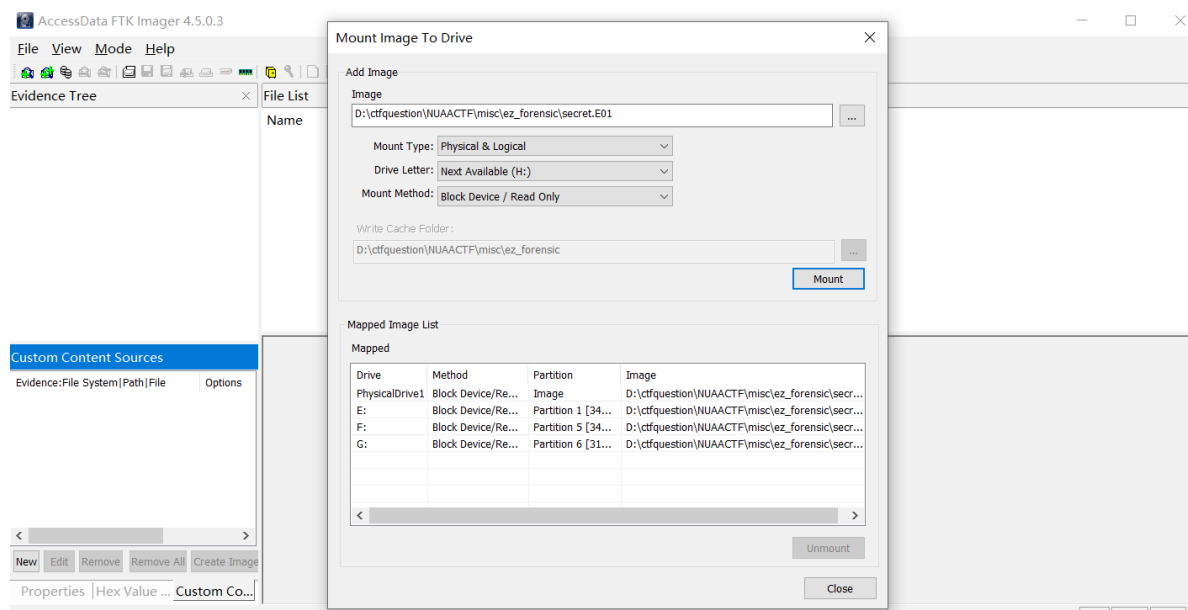 AccessData FTK Imager 4.5.0.3
File View Mode Help
Evidence Tree
File List
Name
Mount Image To Drive
Add Image
Image
D:\ctfquestion\NUAACTF\misc\ez_forensic\secret.E01
...
Mount Type: Physical & Logical
Drive Letter: Next Available (H:)
Mount Method: Block Device / Read Only
Write Cache Folder:
D:\ctfquestion\NUAACTF\misc\ez_forensic
...
Mount
Mapped Image List
Mapped
Drive Method Partition Image
PhysicalDrive1 Block Device/Re... Image D:\ctfquestion\NUAACTF\misc\ez_forensic\secr...
E: Block Device/Re... Partition 1 [34... D:\ctfquestion\NUAACTF\misc\ez_forensic\secr...
F: Block Device/Re... Partition 5 [34... D:\ctfquestion\NUAACTF\misc\ez_forensic\secr...
G: Block Device/Re... Partition 6 [31... D:\ctfquestion\NUAACTF\misc\ez_forensic\secr...
Unmount
Close
Custom Content Sources
Evidence:File System|Path|File Options
New Edit Remove Remove All Create Image
Properties Hex Value ... Custom Co...